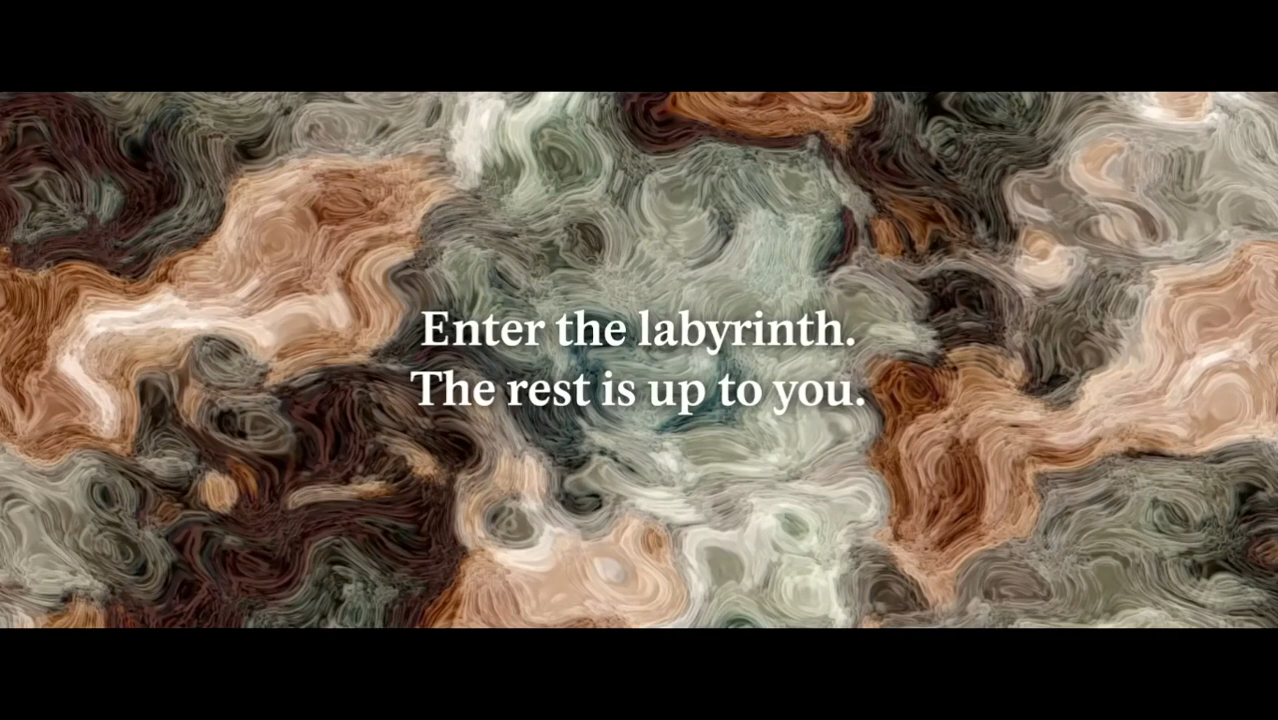 Enter the labyrinth.
The rest is up to you.